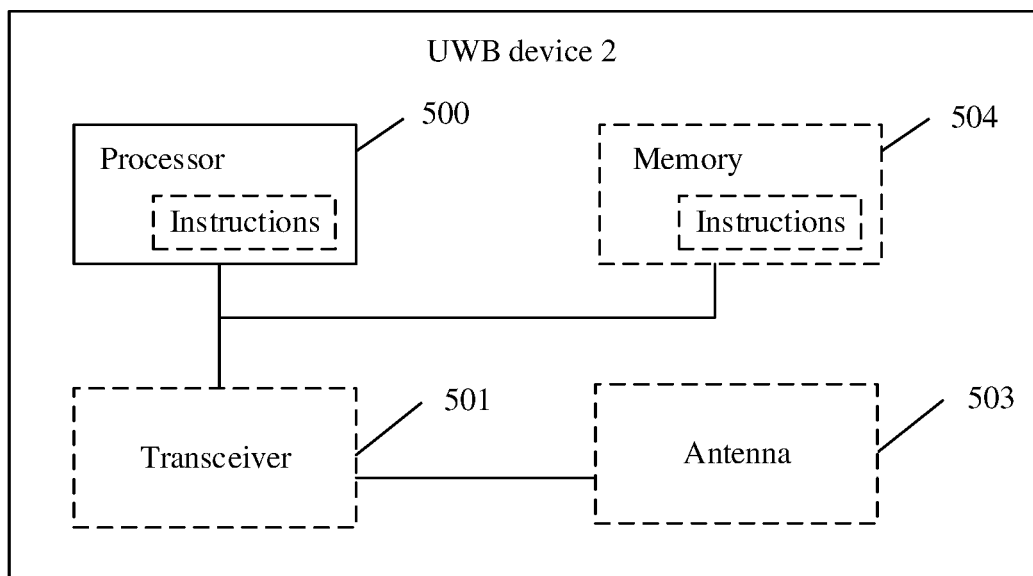 UWB device 2
500
504
Processor
Memory
Instructions
Instructions
501
503
Transceiver
Antenna